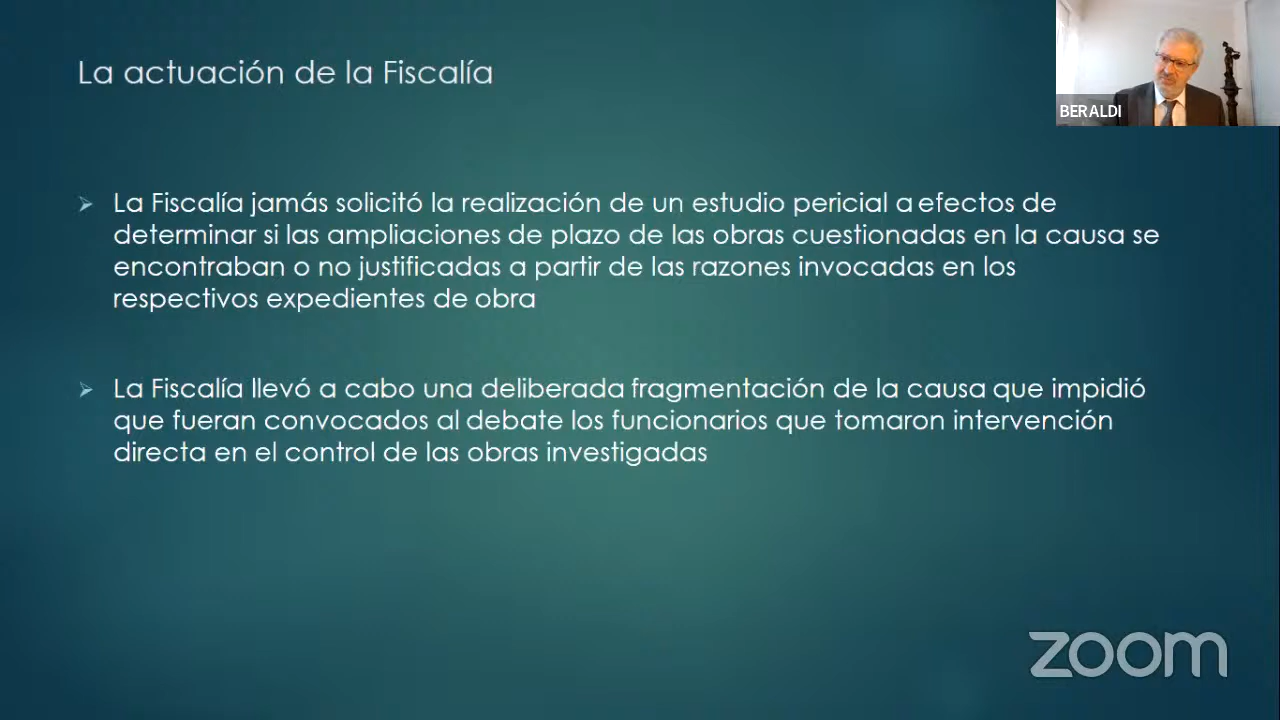 La actuación de la Fiscalía
BERALDI
La Fiscalía jamás solicitó la realización de un estudio pericial a efectos de
determinar si las ampliaciones de plazo de las obras cuestionadas en la causa se
encontraban o no justificadas a partir de las razones invocadas en los
respectivos expedientes de obra
La Fiscalía llevó a cabo una deliberada fragmentación de la causa que impidió
que fueran convocados al debate los funcionarios que tomaron intervención
directa en el control de las obras investigadas
zoom